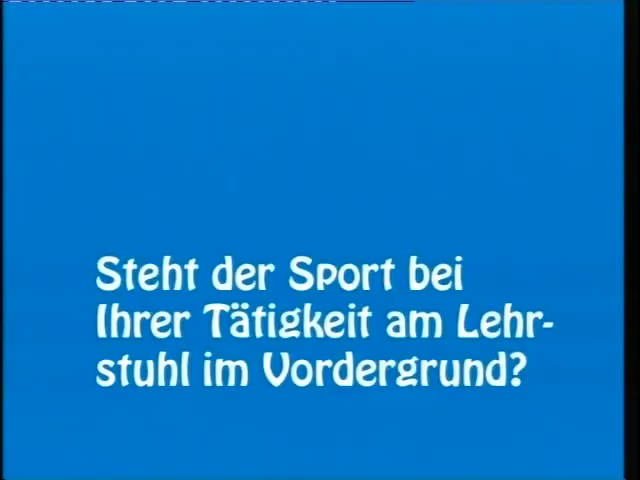 Steht der Sport bei
Ihrer Tätigkeit am Lehr-
stuhl im Vordergrund?